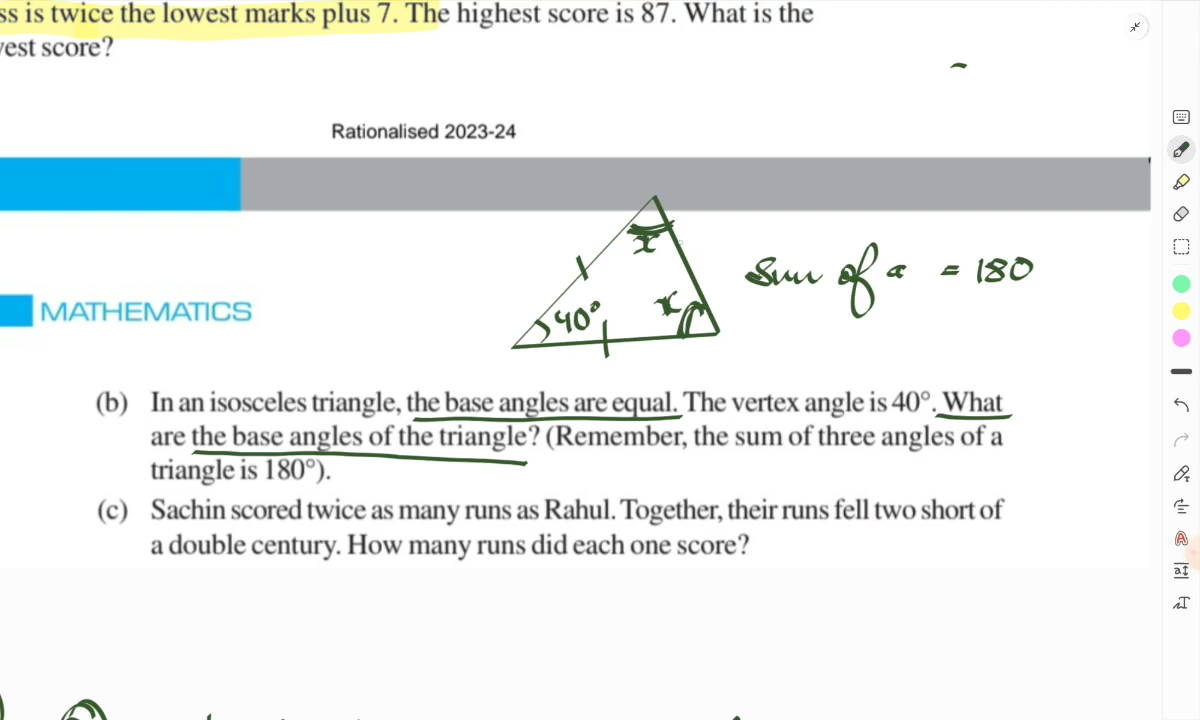 ss is twice the lowest marks plus 7. The highest score is 87. What is the
est score?
Rationalised 2023-24
MATHEMATICS
x
40°
x
Sum of = 180
(b) In an isosceles triangle, the base angles are equal. The vertex angle is 40°. What
are the base angles of the triangle? (Remember, the sum of three angles of a
triangle is 180°).
(c) Sachin scored twice as many runs as Rahul. Together, their runs fell two short of
a double century. How many runs did each one score?